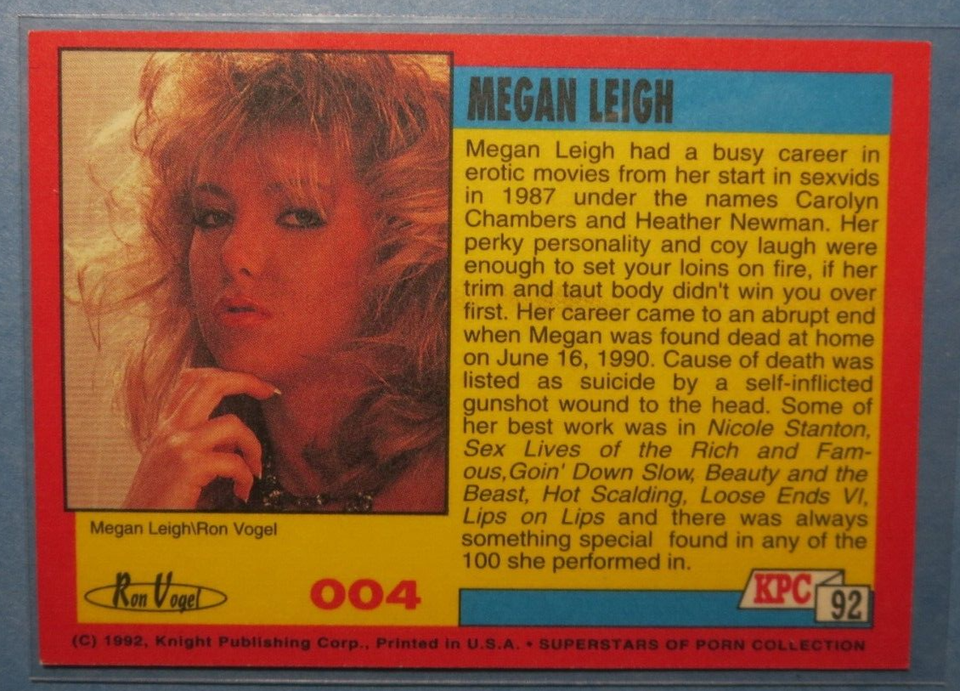 MEGAN LEIGH
Megan Leigh had a busy career in
erotic movies from her start in sexvids
in 1987 under the names Carolyn
Chambers and Heather Newman. Her
perky personality and coy laugh were
enough to set your loins on fire, if her
trim and taut body didn't win you over
first. Her career came to an abrupt end
when Megan was found dead at home
on June 16, 1990. Cause of death was
listed as suicide by a self-inflicted
gunshot wound to the head. Some of
her best work was in Nicole Stanton,
Sex Lives of the Rich and Fam-
ous,Goin' Down Slow, Beauty and the
Beast, Hot Scalding, Loose Ends VI,
Lips on Lips and there was always
something special found in any of the
100 she performed in.
Megan Leigh\Ron Vogel
Ron Vogel
004
KPC
92
(C) 1992, Knight Publishing Corp., Printed in U.S.A. • SUPERSTARS OF PORN COLLECTION